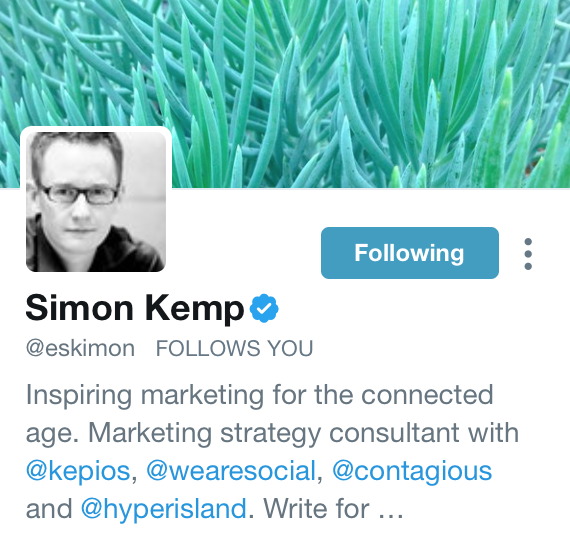 Following
Simon Kemp
@eskimon FOLLOWS YOU
Inspiring marketing for the connected
age. Marketing strategy consultant with
@kepios, @wearesocial, @contagious
and @hyperisland. Write for …